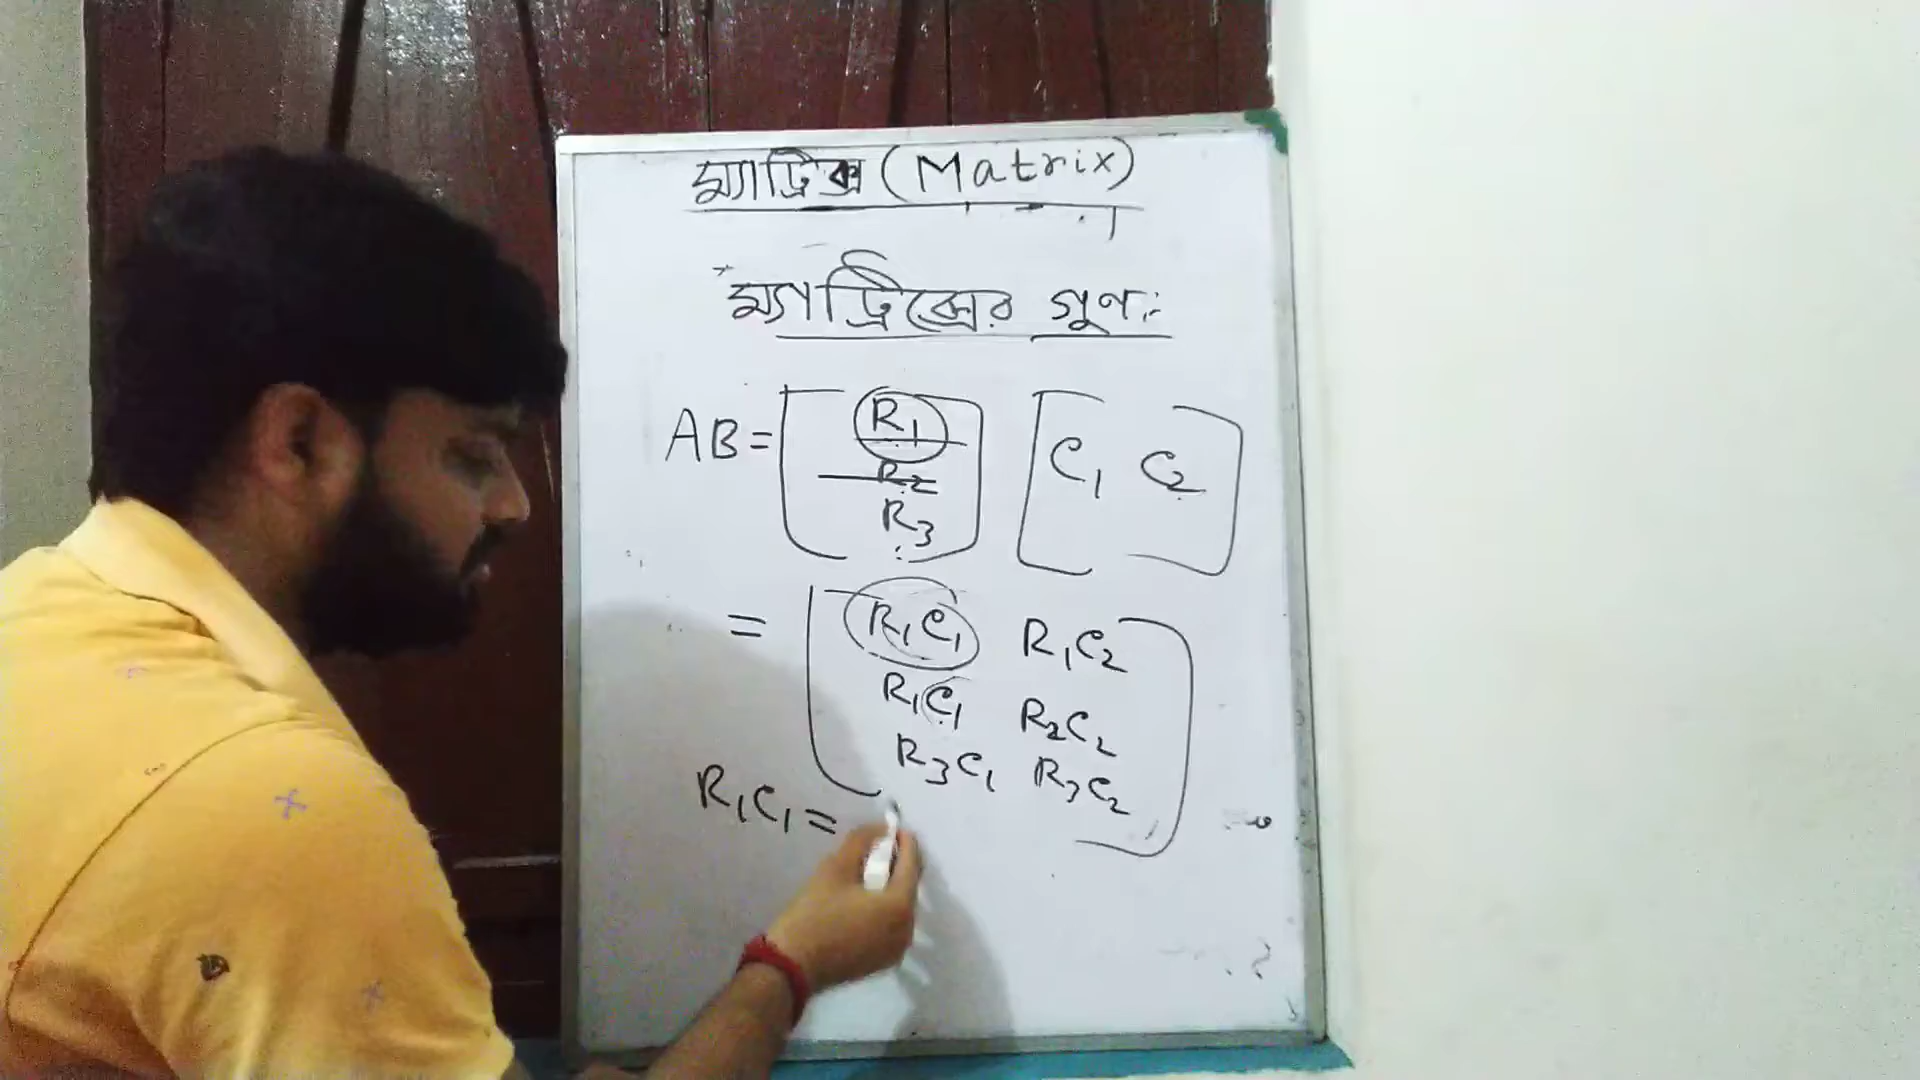 ম্যাট্রিক্স (Matrix)
ম্যাট্রিক্সের গুণ :-
AB = [R₁ [C₁ C₂]
R₂
R₃]
= [R₁C₁ R₁C₂
R₁C₁ R₂C₂
R₃C₁ R₃C₂]
R₁C₁ =